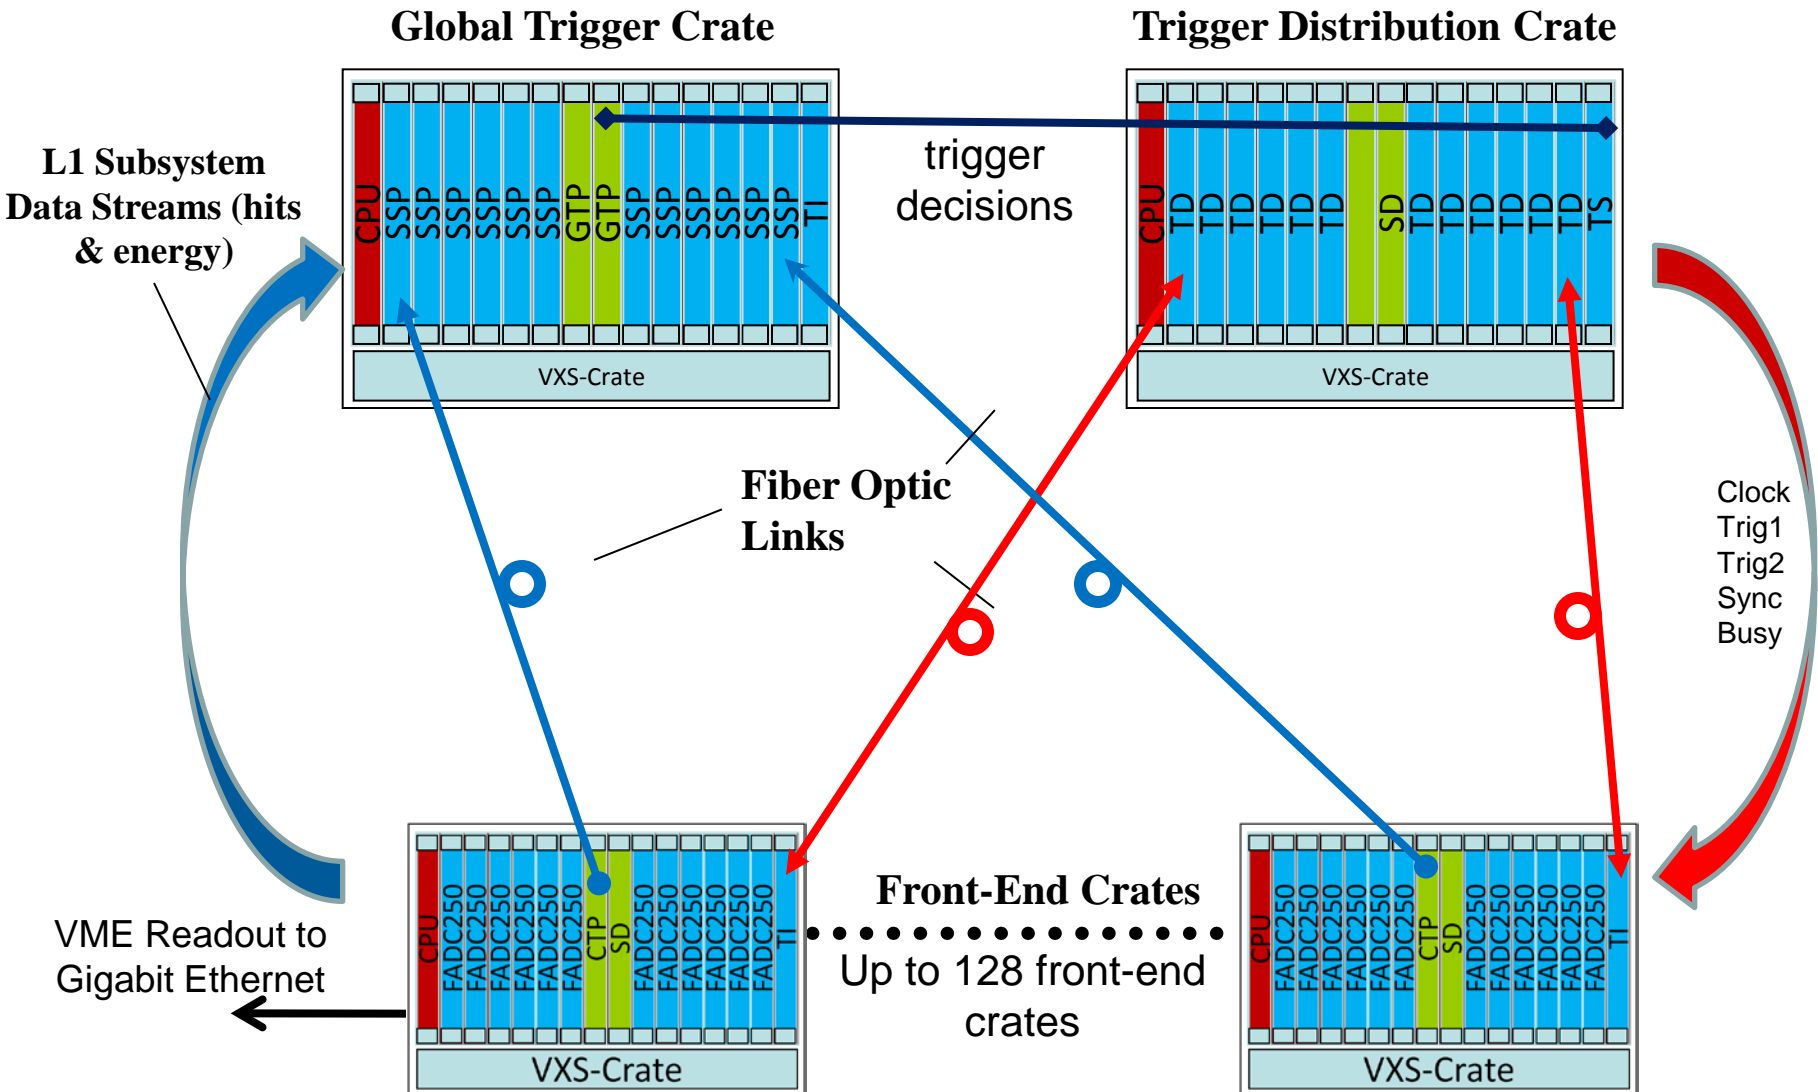 Global Trigger Crate
Trigger Distribution Crate
L1 Subsystem
Data Streams (hits
& energy)
CPU
SSP
SSP
SSP
SSP
SSP
SSP
GTP
GTP
SSP
SSP
SSP
SSP
SSP
SSP
TI
VXS-Crate
trigger
decisions
CPU
TD
TD
TD
TD
TD
TD
SD
TD
TD
TD
TD
TD
TD
TS
VXS-Crate
Fiber Optic
Links
Clock
Trig1
Trig2
Sync
Busy
VME Readout to
Gigabit Ethernet
CPU
FADC250
FADC250
FADC250
FADC250
FADC250
FADC250
CTP
SD
FADC250
FADC250
FADC250
FADC250
FADC250
FADC250
TI
VXS-Crate
Front-End Crates
Up to 128 front-end
crates
CPU
FADC250
FADC250
FADC250
FADC250
FADC250
FADC250
CTP
SD
FADC250
FADC250
FADC250
FADC250
FADC250
FADC250
TI
VXS-Crate